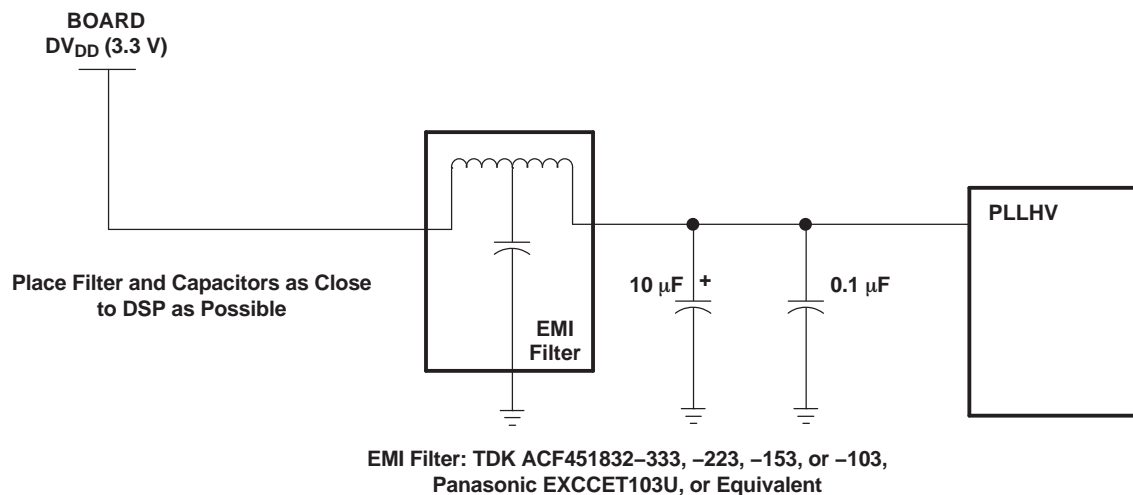 BOARD
DVDD (3.3 V)
PLLHV
Place Filter and Capacitors as Close
to DSP as Possible
10 μF
+
0.1 μF
EMI
Filter
EMI Filter: TDK ACF451832–333, –223, –153, or –103,
Panasonic EXCCET103U, or Equivalent